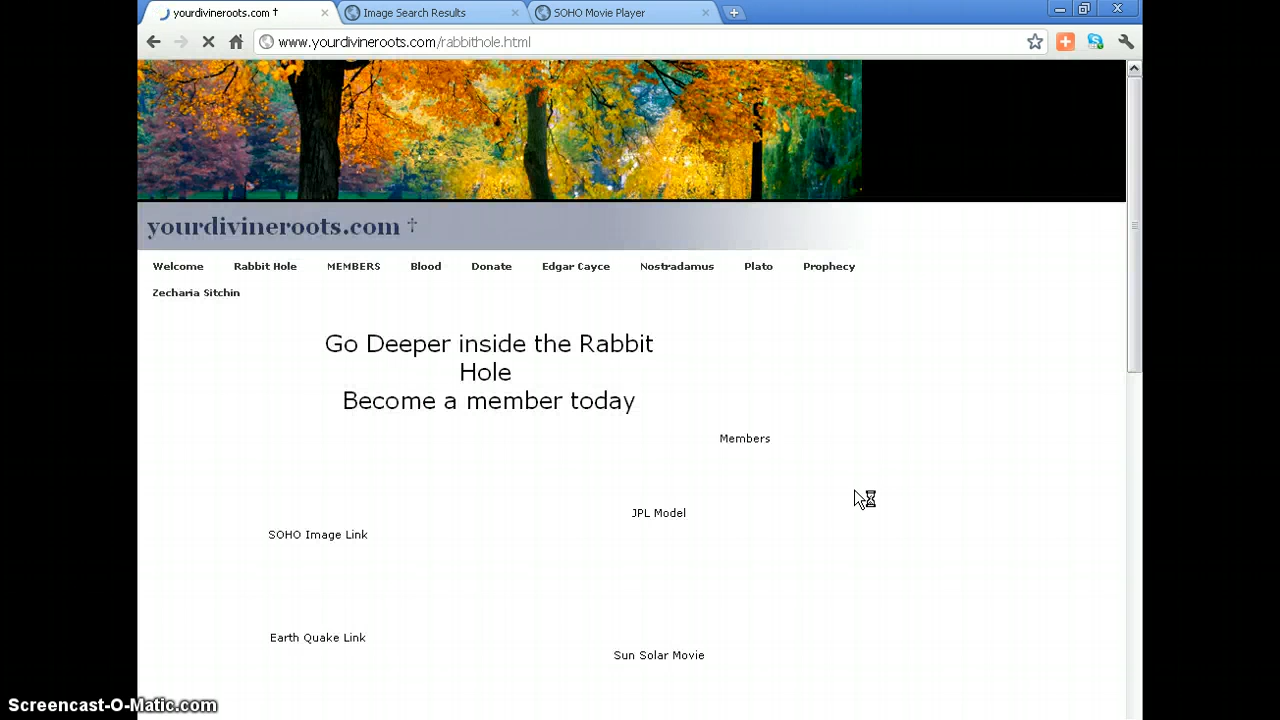 yourdivineroots.com †
Image Search Results
SOHO Movie Player
www.yourdivineroots.com/rabbithole.html
yourdivineroots.com †
Welcome Rabbit Hole MEMBERS Blood Donate Edgar Cayce Nostradamus Plato Prophecy
Zecharia Sitchin
Go Deeper inside the Rabbit
Hole
Become a member today
Members
JPL Model
SOHO Image Link
Earth Quake Link
Sun Solar Movie
Screencast-O-Matic.com